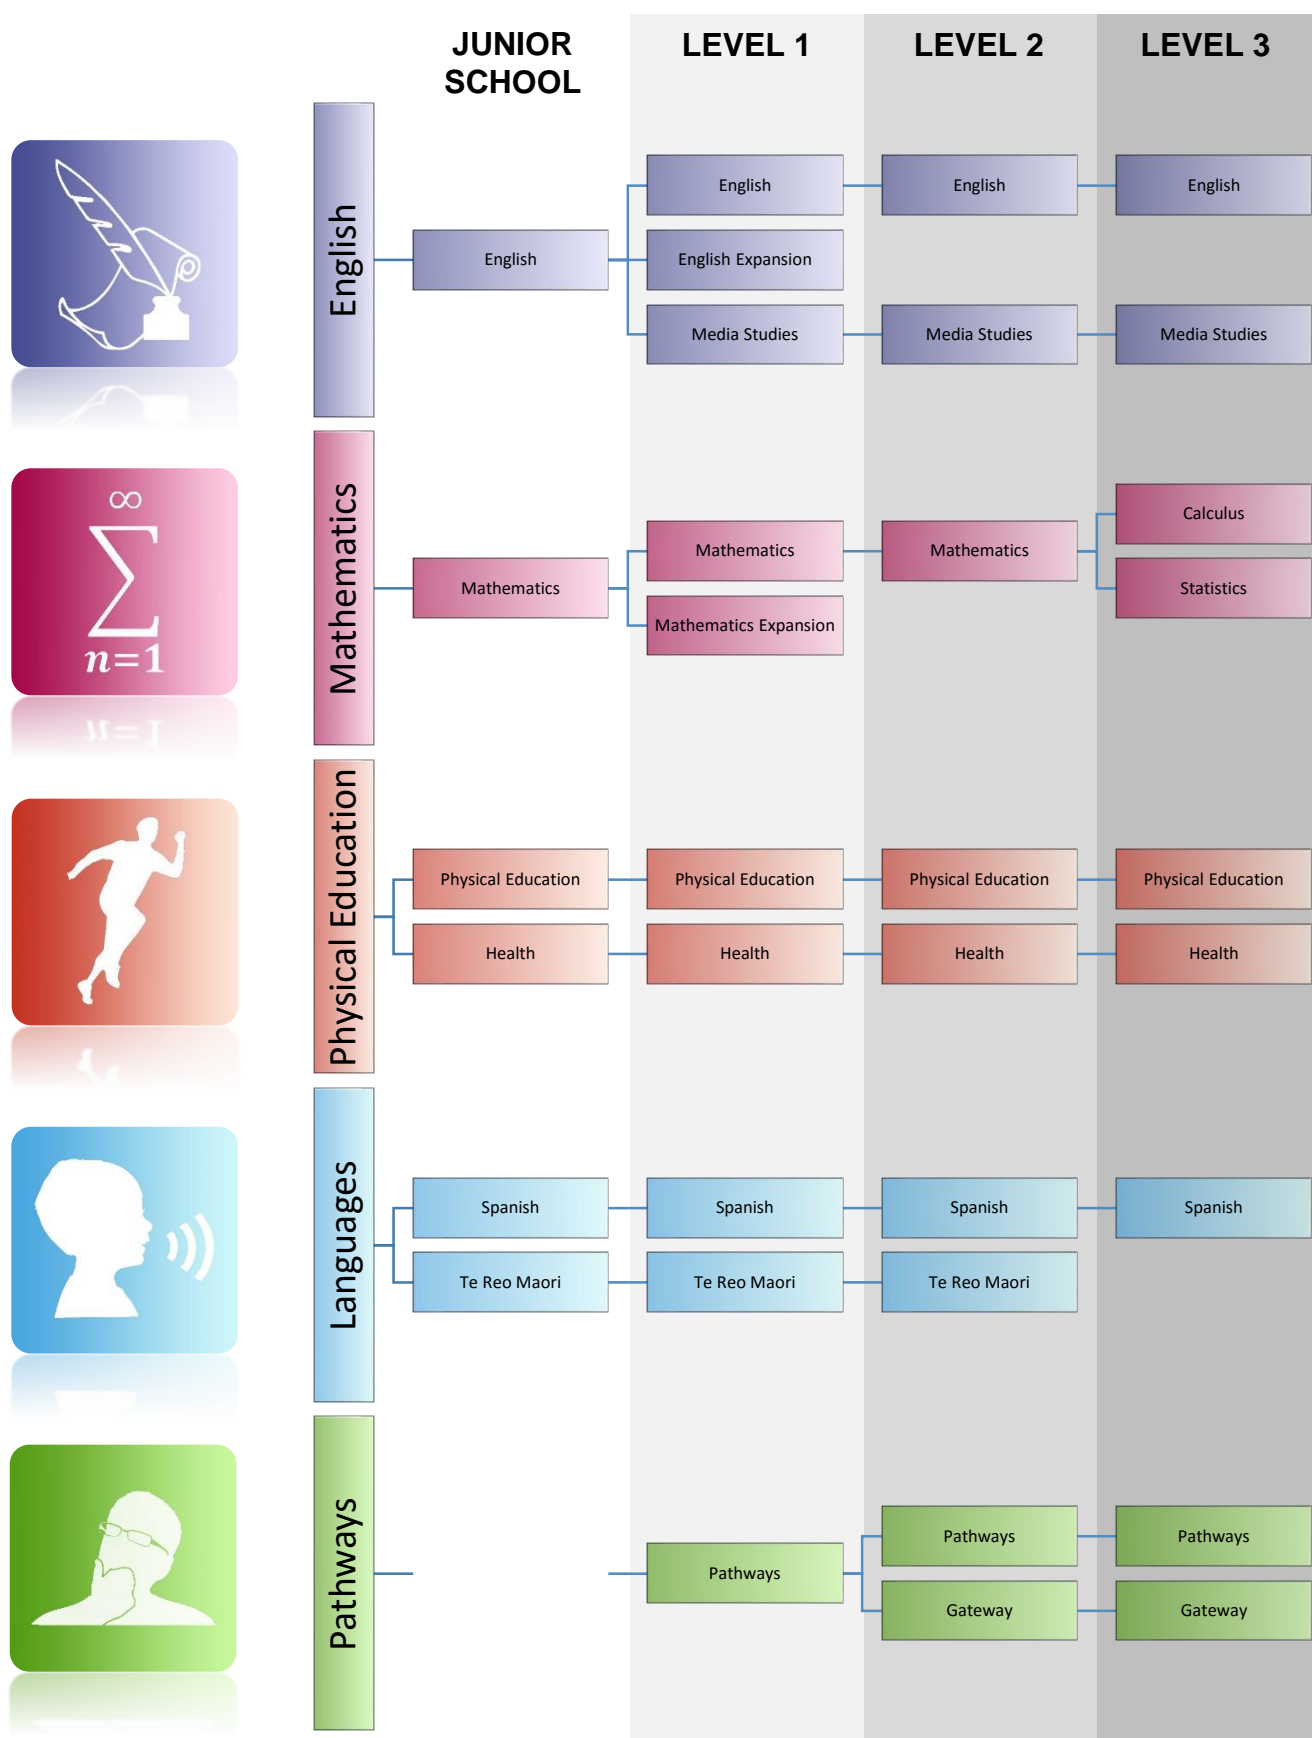 JUNIOR
SCHOOL
LEVEL 1
LEVEL 2
LEVEL 3
English
English
English
English
English
English Expansion
Media Studies
Media Studies
Media Studies
∞
∑
n=1
Mathematics
Mathematics
Mathematics
Mathematics Expansion
Mathematics
Calculus
Statistics
Physical Education
Physical Education
Physical Education
Physical Education
Physical Education
Health
Health
Health
Health
Languages
Spanish
Spanish
Spanish
Spanish
Te Reo Maori
Te Reo Maori
Te Reo Maori
Pathways
Pathways
Pathways
Pathways
Gateway
Gateway